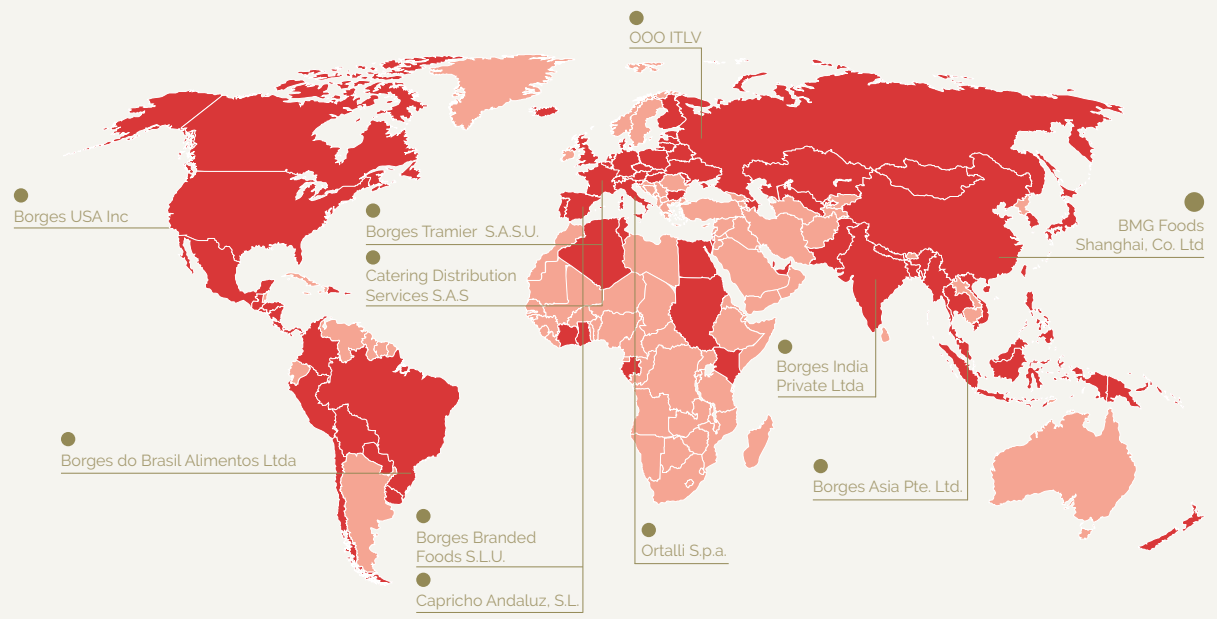 OOO ITLV
Borges USA Inc
Borges Tramier S.A.S.U.
Catering Distribution
Services S.A.S
BMG Foods
Shanghai, Co. Ltd
Borges India
Private Ltda
Borges do Brasil Alimentos Ltda
Borges Asia Pte. Ltd.
Borges Branded
Foods S.L.U.
Ortalli S.p.a.
Capricho Andaluz, S.L.